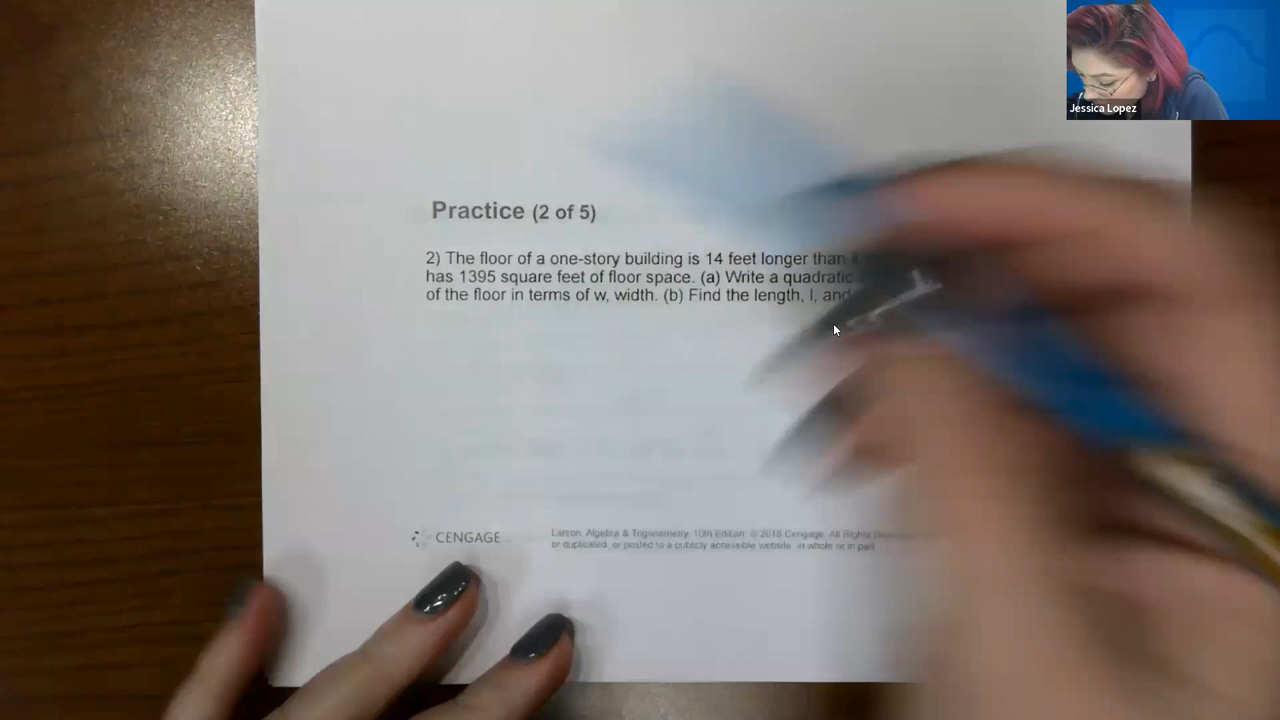 Jessica Lopez
Practice (2 of 5)
2) The floor of a one-story building is 14 feet longer than
has 1395 square feet of floor space. (a) Write a quadratic
of the floor in terms of w, width. (b) Find the length, l, and
CENGAGE
Larson, Algebra & Trigonometry, 10th Edition. © 2018 Cengage. All Rights
or duplicated, or posted to a publicly accessible website, in whole or in part.